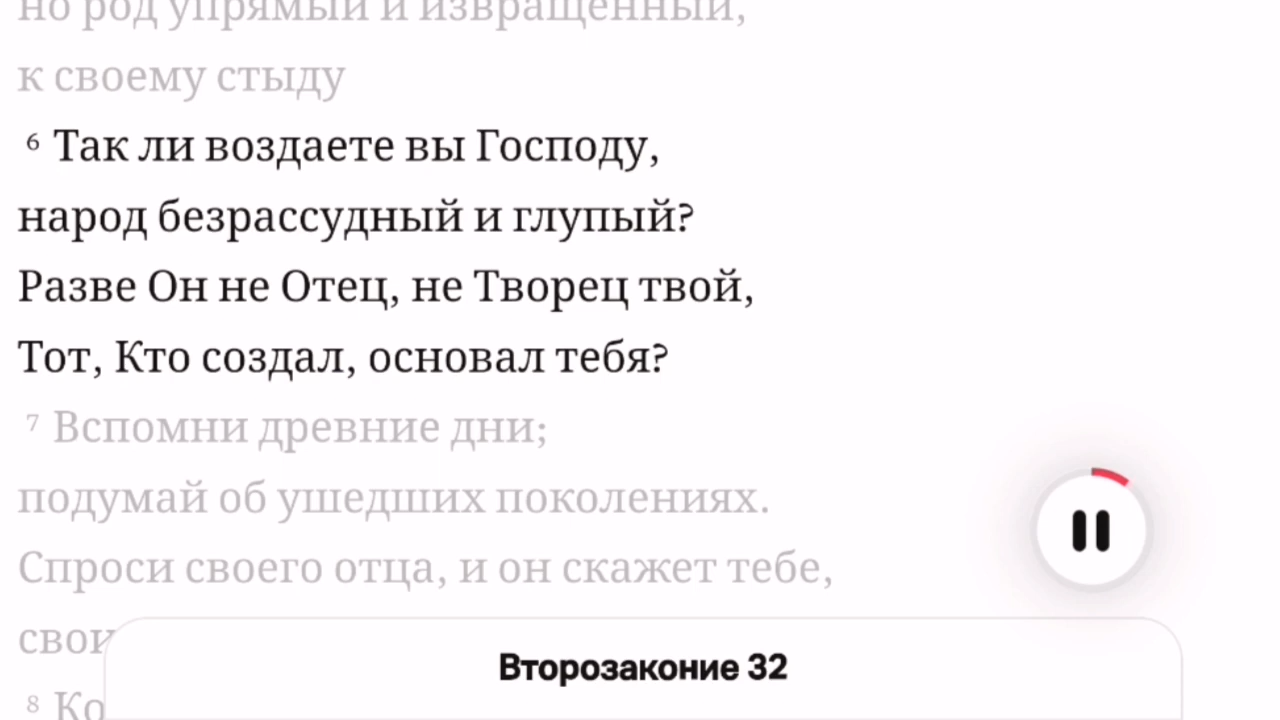 но род упрямый и извращенный,
к своему стыду
6 Так ли воздаете вы Господу,
народ безрассудный и глупый?
Разве Он не Отец, не Творец твой,
Тот, Кто создал, основал тебя?
7 Вспомни древние дни;
подумай об ушедших поколениях.
Спроси своего отца, и он скажет тебе,
8
Второзаконие 32